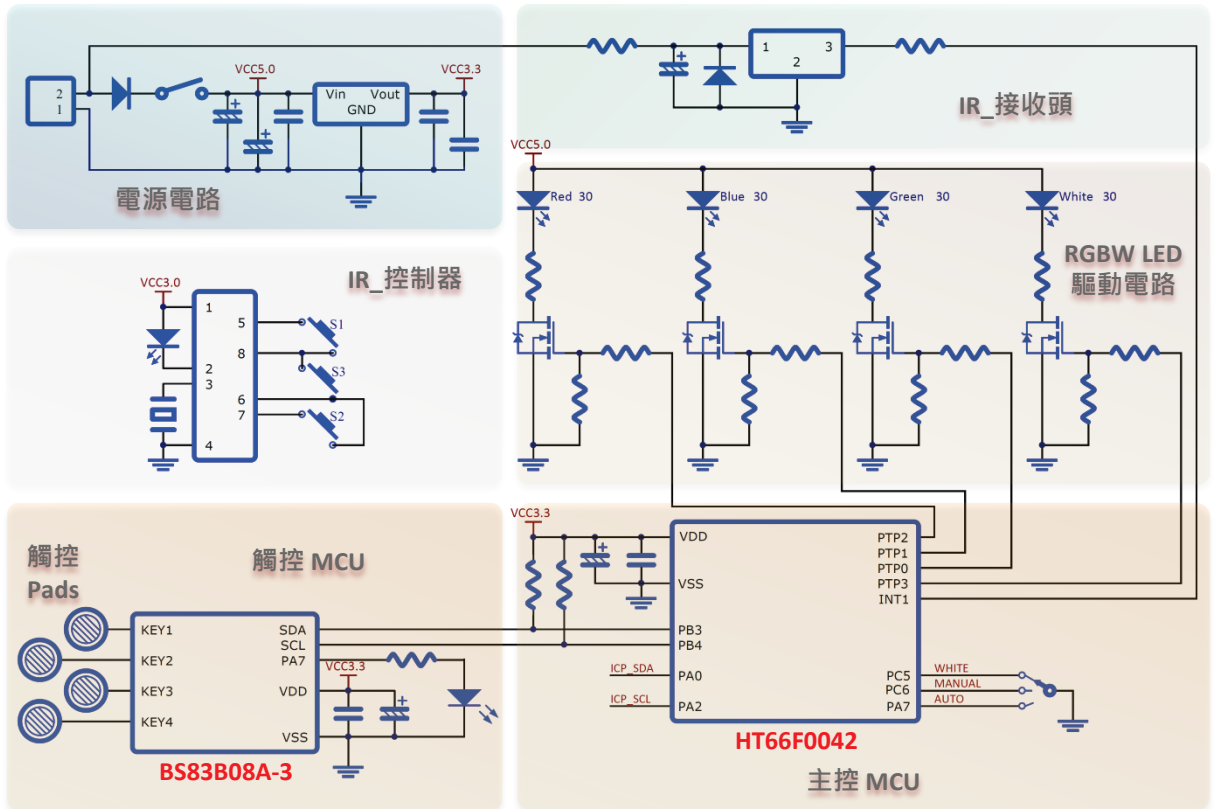 2
1
VCC5.0
VCC3.3
Vin
Vout
GND
電源電路
1
3
2
IR_接收頭
VCC5.0
Red 30
Blue 30
Green 30
White 30
RGBW LED
驅動電路
IR_控制器
VCC3.0
1
2
3
4
5
8
6
7
S1
S3
S2
觸控
Pads
觸控 MCU
KEY1
KEY2
KEY3
KEY4
SDA
SCL
PA7
VDD
VSS
VCC3.3
BS83B08A-3
VCC3.3
VDD
VSS
PB3
PB4
PA0
PA2
ICP_SDA
ICP_SCL
PTP2
PTP1
PTP0
PTP3
INT1
PC5
PC6
PA7
WHITE
MANUAL
AUTO
HT66F0042
主控 MCU